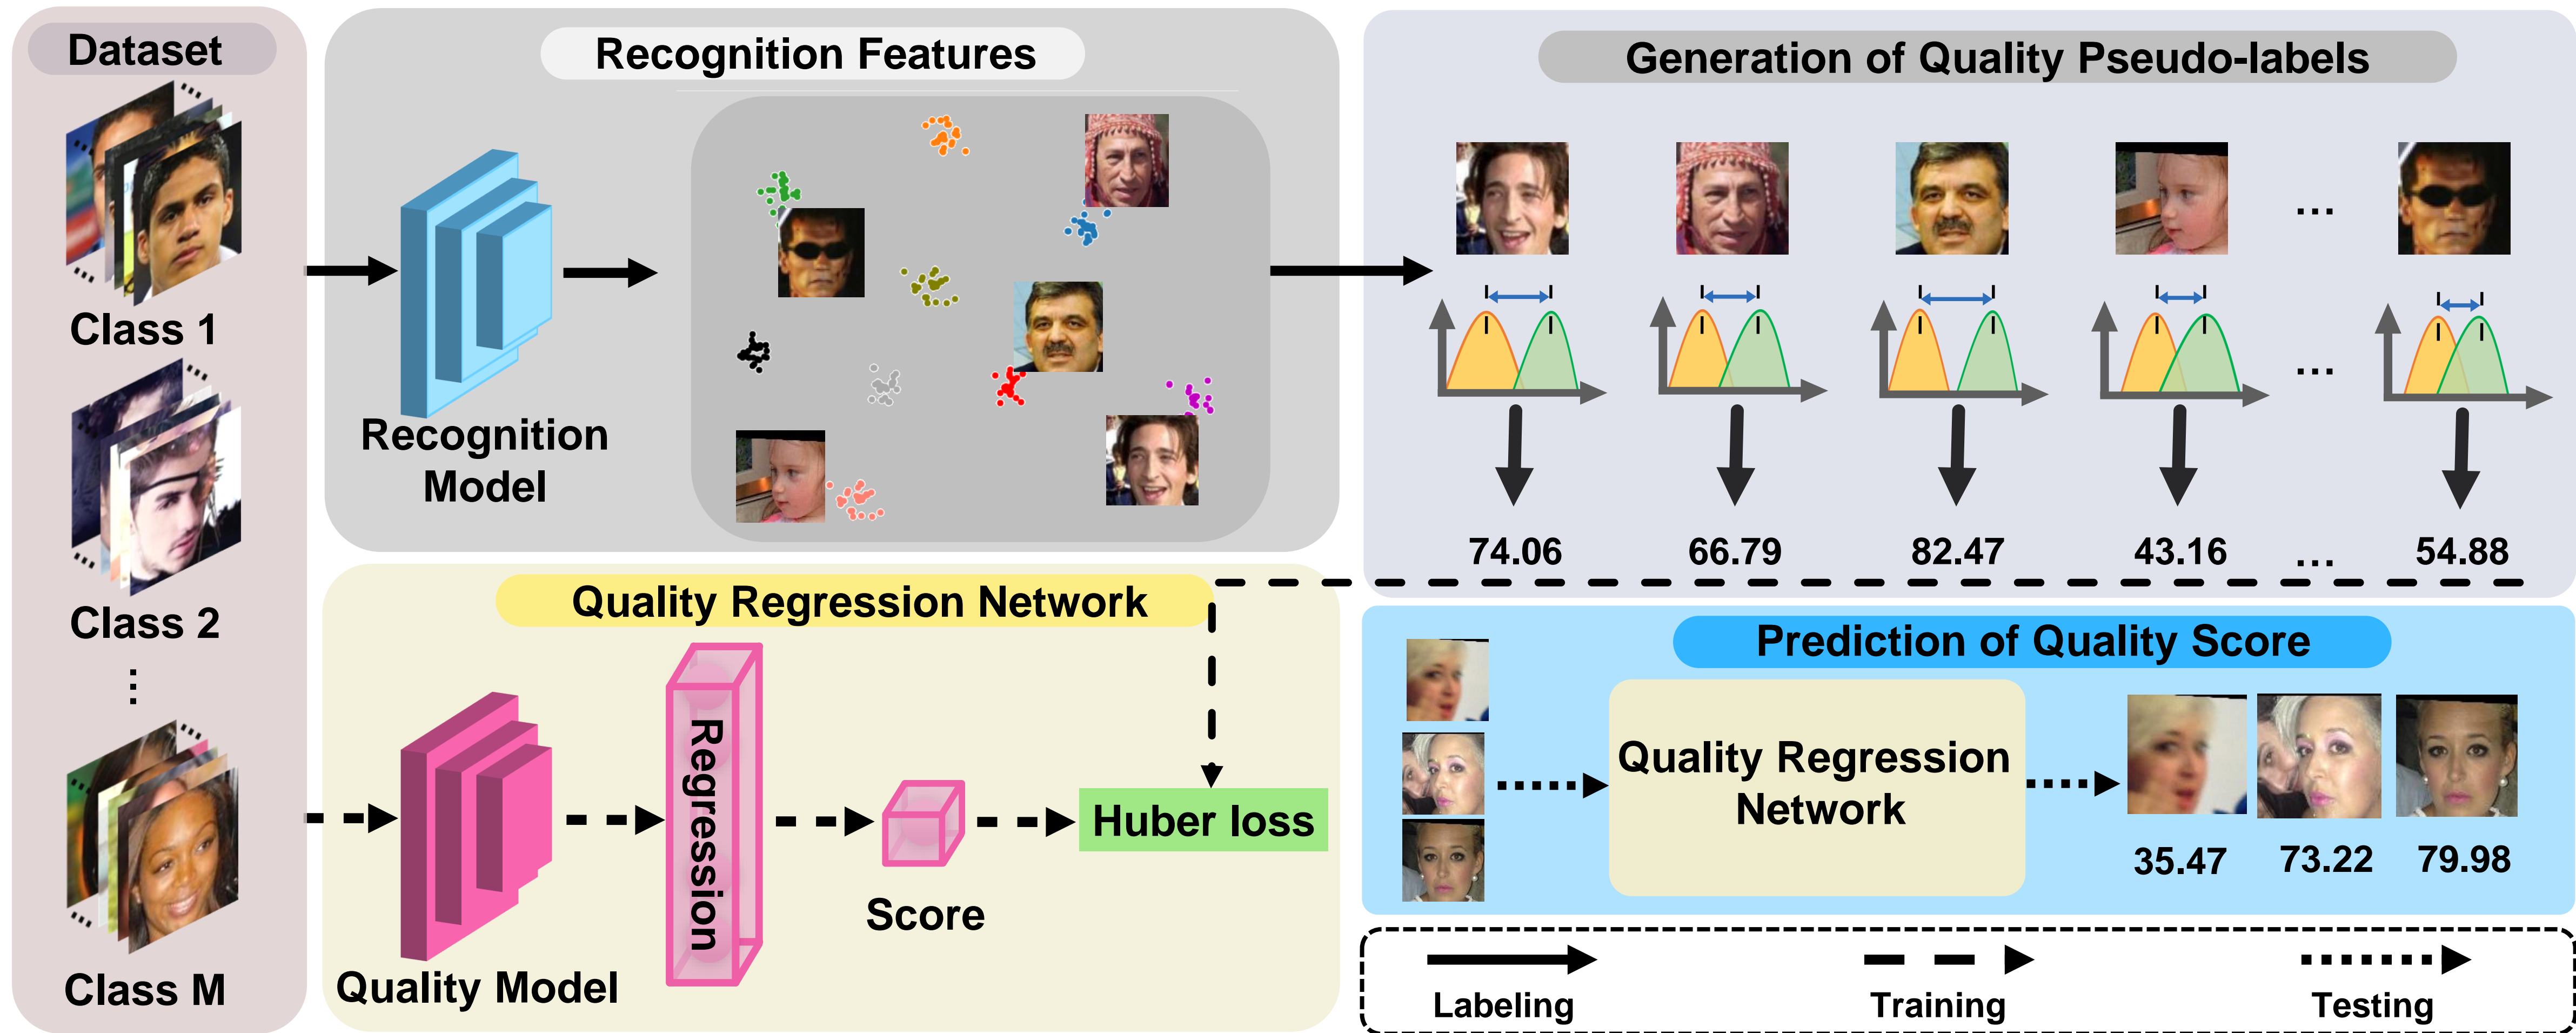 Dataset
Class 1
Class 2
⋮
Class M
Recognition Features
Recognition
Model
Generation of Quality Pseudo-labels
...
...
74.06 66.79 82.47 43.16 ... 54.88
Quality Regression Network
Quality Model
Regression
Score
Huber loss
Prediction of Quality Score
Quality Regression
Network
35.47 73.22 79.98
Labeling Training Testing